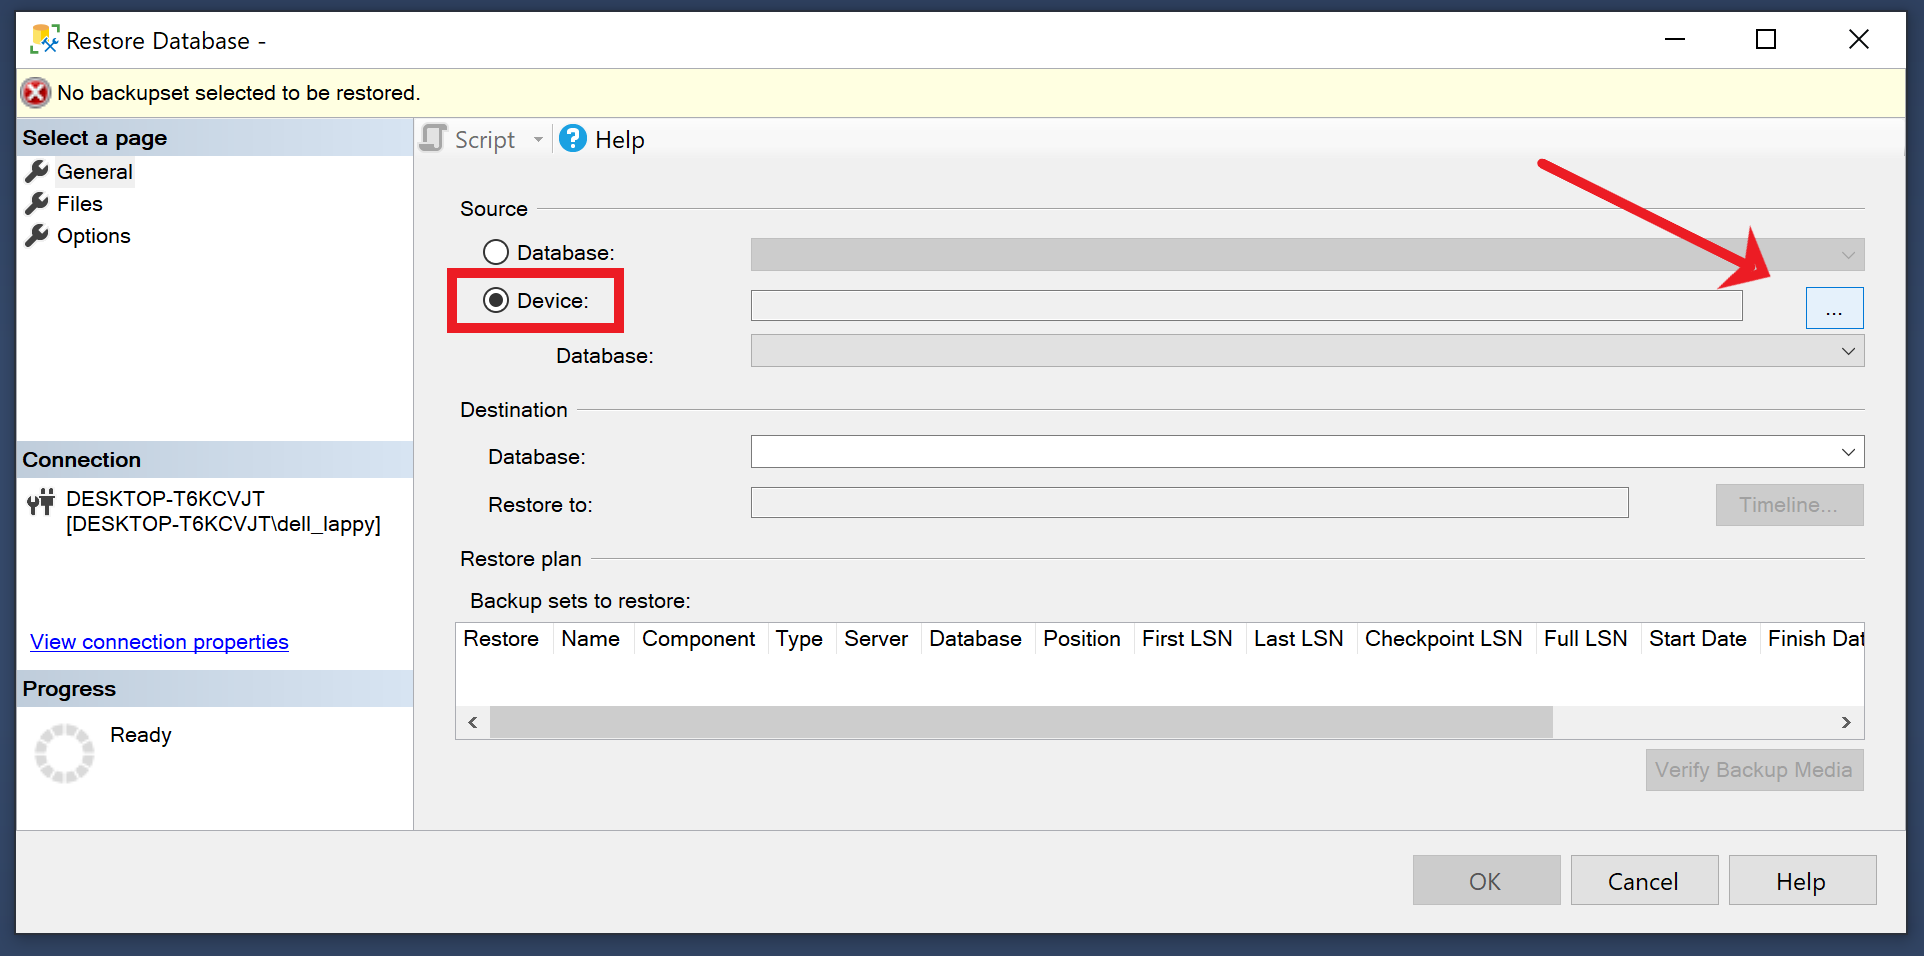 Restore Database -
No backupset selected to be restored.
Select a page
General
Files
Options
Script
? Help
Source
Database:
Device:
...
Database:
Destination
Database:
Restore to:
Timeline...
Restore plan
Backup sets to restore:
Restore Name Component Type Server Database Position First LSN Last LSN Checkpoint LSN Full LSN Start Date Finish Dat
Verify Backup Media
Connection
DESKTOP-T6KCVJT
[DESKTOP-T6KCVJT\dell_lappy]
View connection properties
Progress
Ready
OK Cancel Help